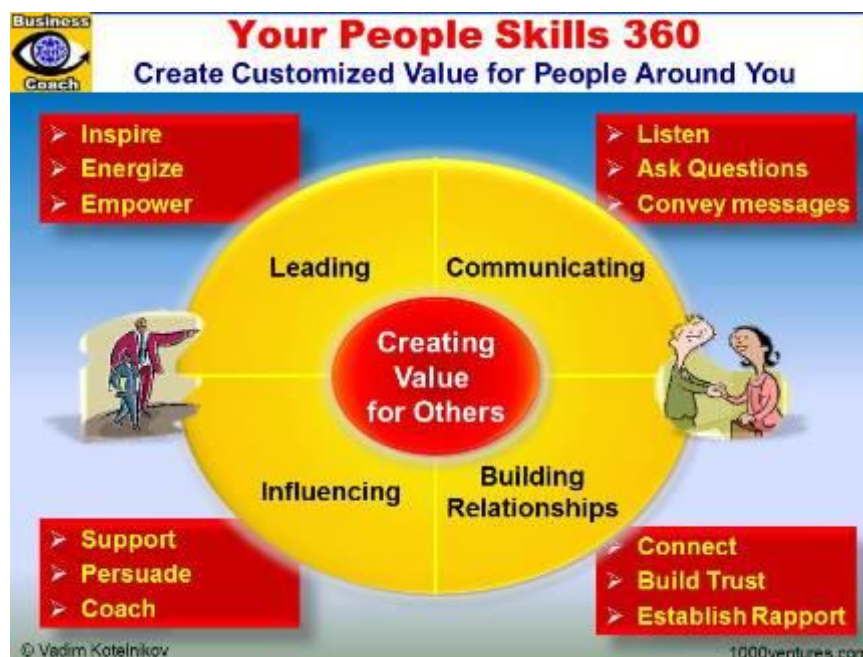 Business
Coach
Your People Skills 360
Create Customized Value for People Around You
Inspire
Energize
Empower
Listen
Ask Questions
Convey messages
Leading
Communicating
Creating
Value
for Others
Influencing
Building
Relationships
Support
Persuade
Coach
Connect
Build Trust
Establish Rapport
© Vadim Kotelnikov
1000ventures.com